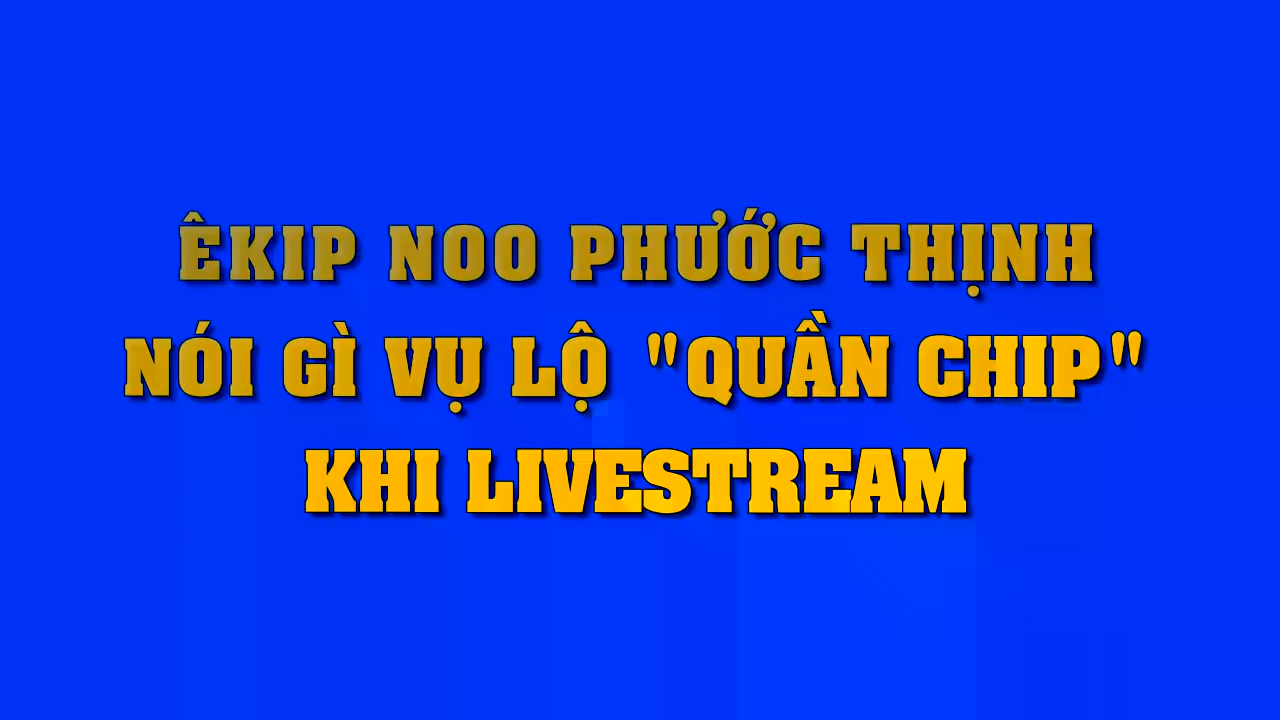 ÊKIP NOO PHƯỚC THỊNH
NÓI GÌ VỤ LỘ "QUẦN CHIP"
KHI LIVESTREAM